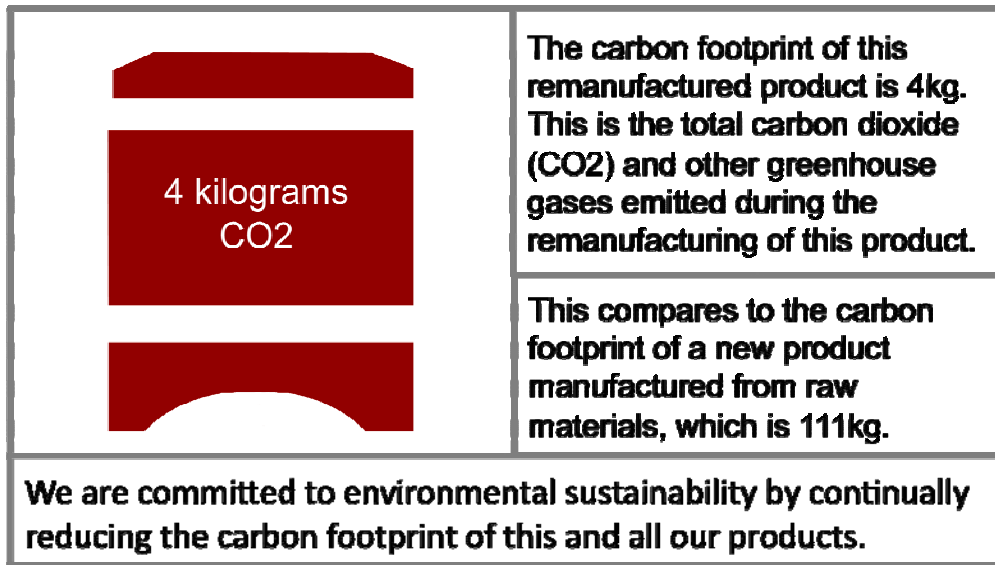 4 kilograms
CO2
The carbon footprint of this
remanufactured product is 4kg.
This is the total carbon dioxide
(CO2) and other greenhouse
gases emitted during the
remanufacturing of this product.
This compares to the carbon
footprint of a new product
manufactured from raw
materials, which is 111kg.
We are committed to environmental sustainability by continually
reducing the carbon footprint of this and all our products.